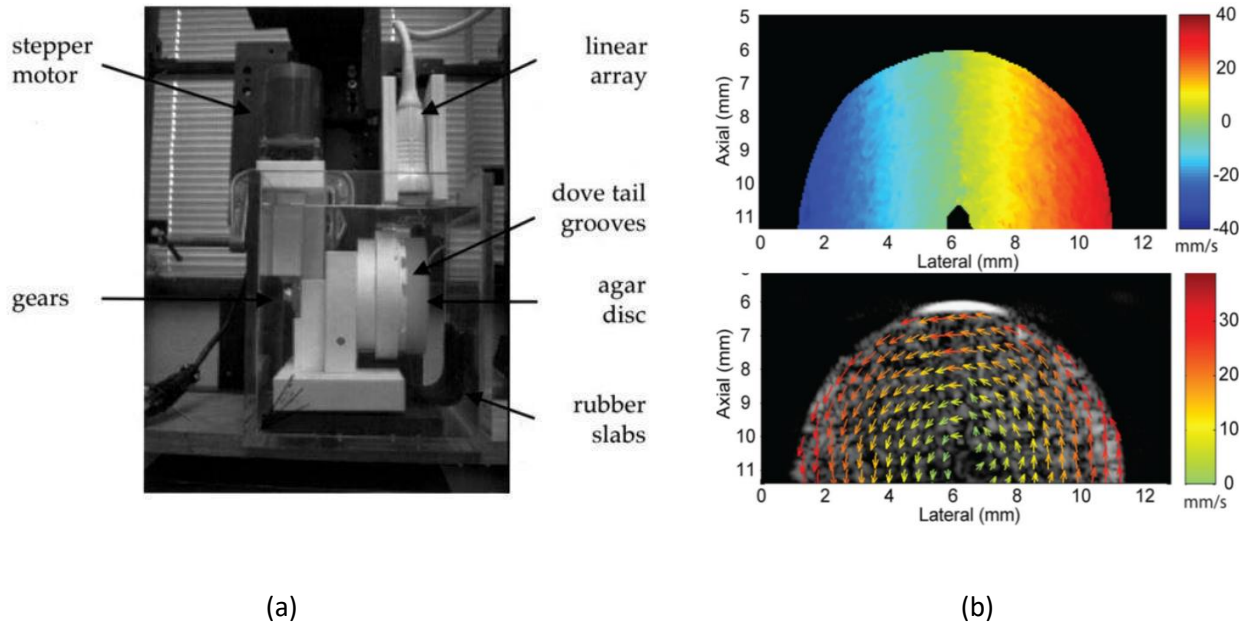 stepper
motor
linear
array
dove tail
grooves
gears
agar
disc
rubber
slabs
(a)
5
6
7
8
9
10
11
Axial (mm)
0
2
4
6
8
10
12
Lateral (mm)
40
20
0
-20
-40
mm/s
6
7
8
9
10
11
Axial (mm)
0
2
4
6
8
10
12
Lateral (mm)
30
20
10
0
mm/s
(b)